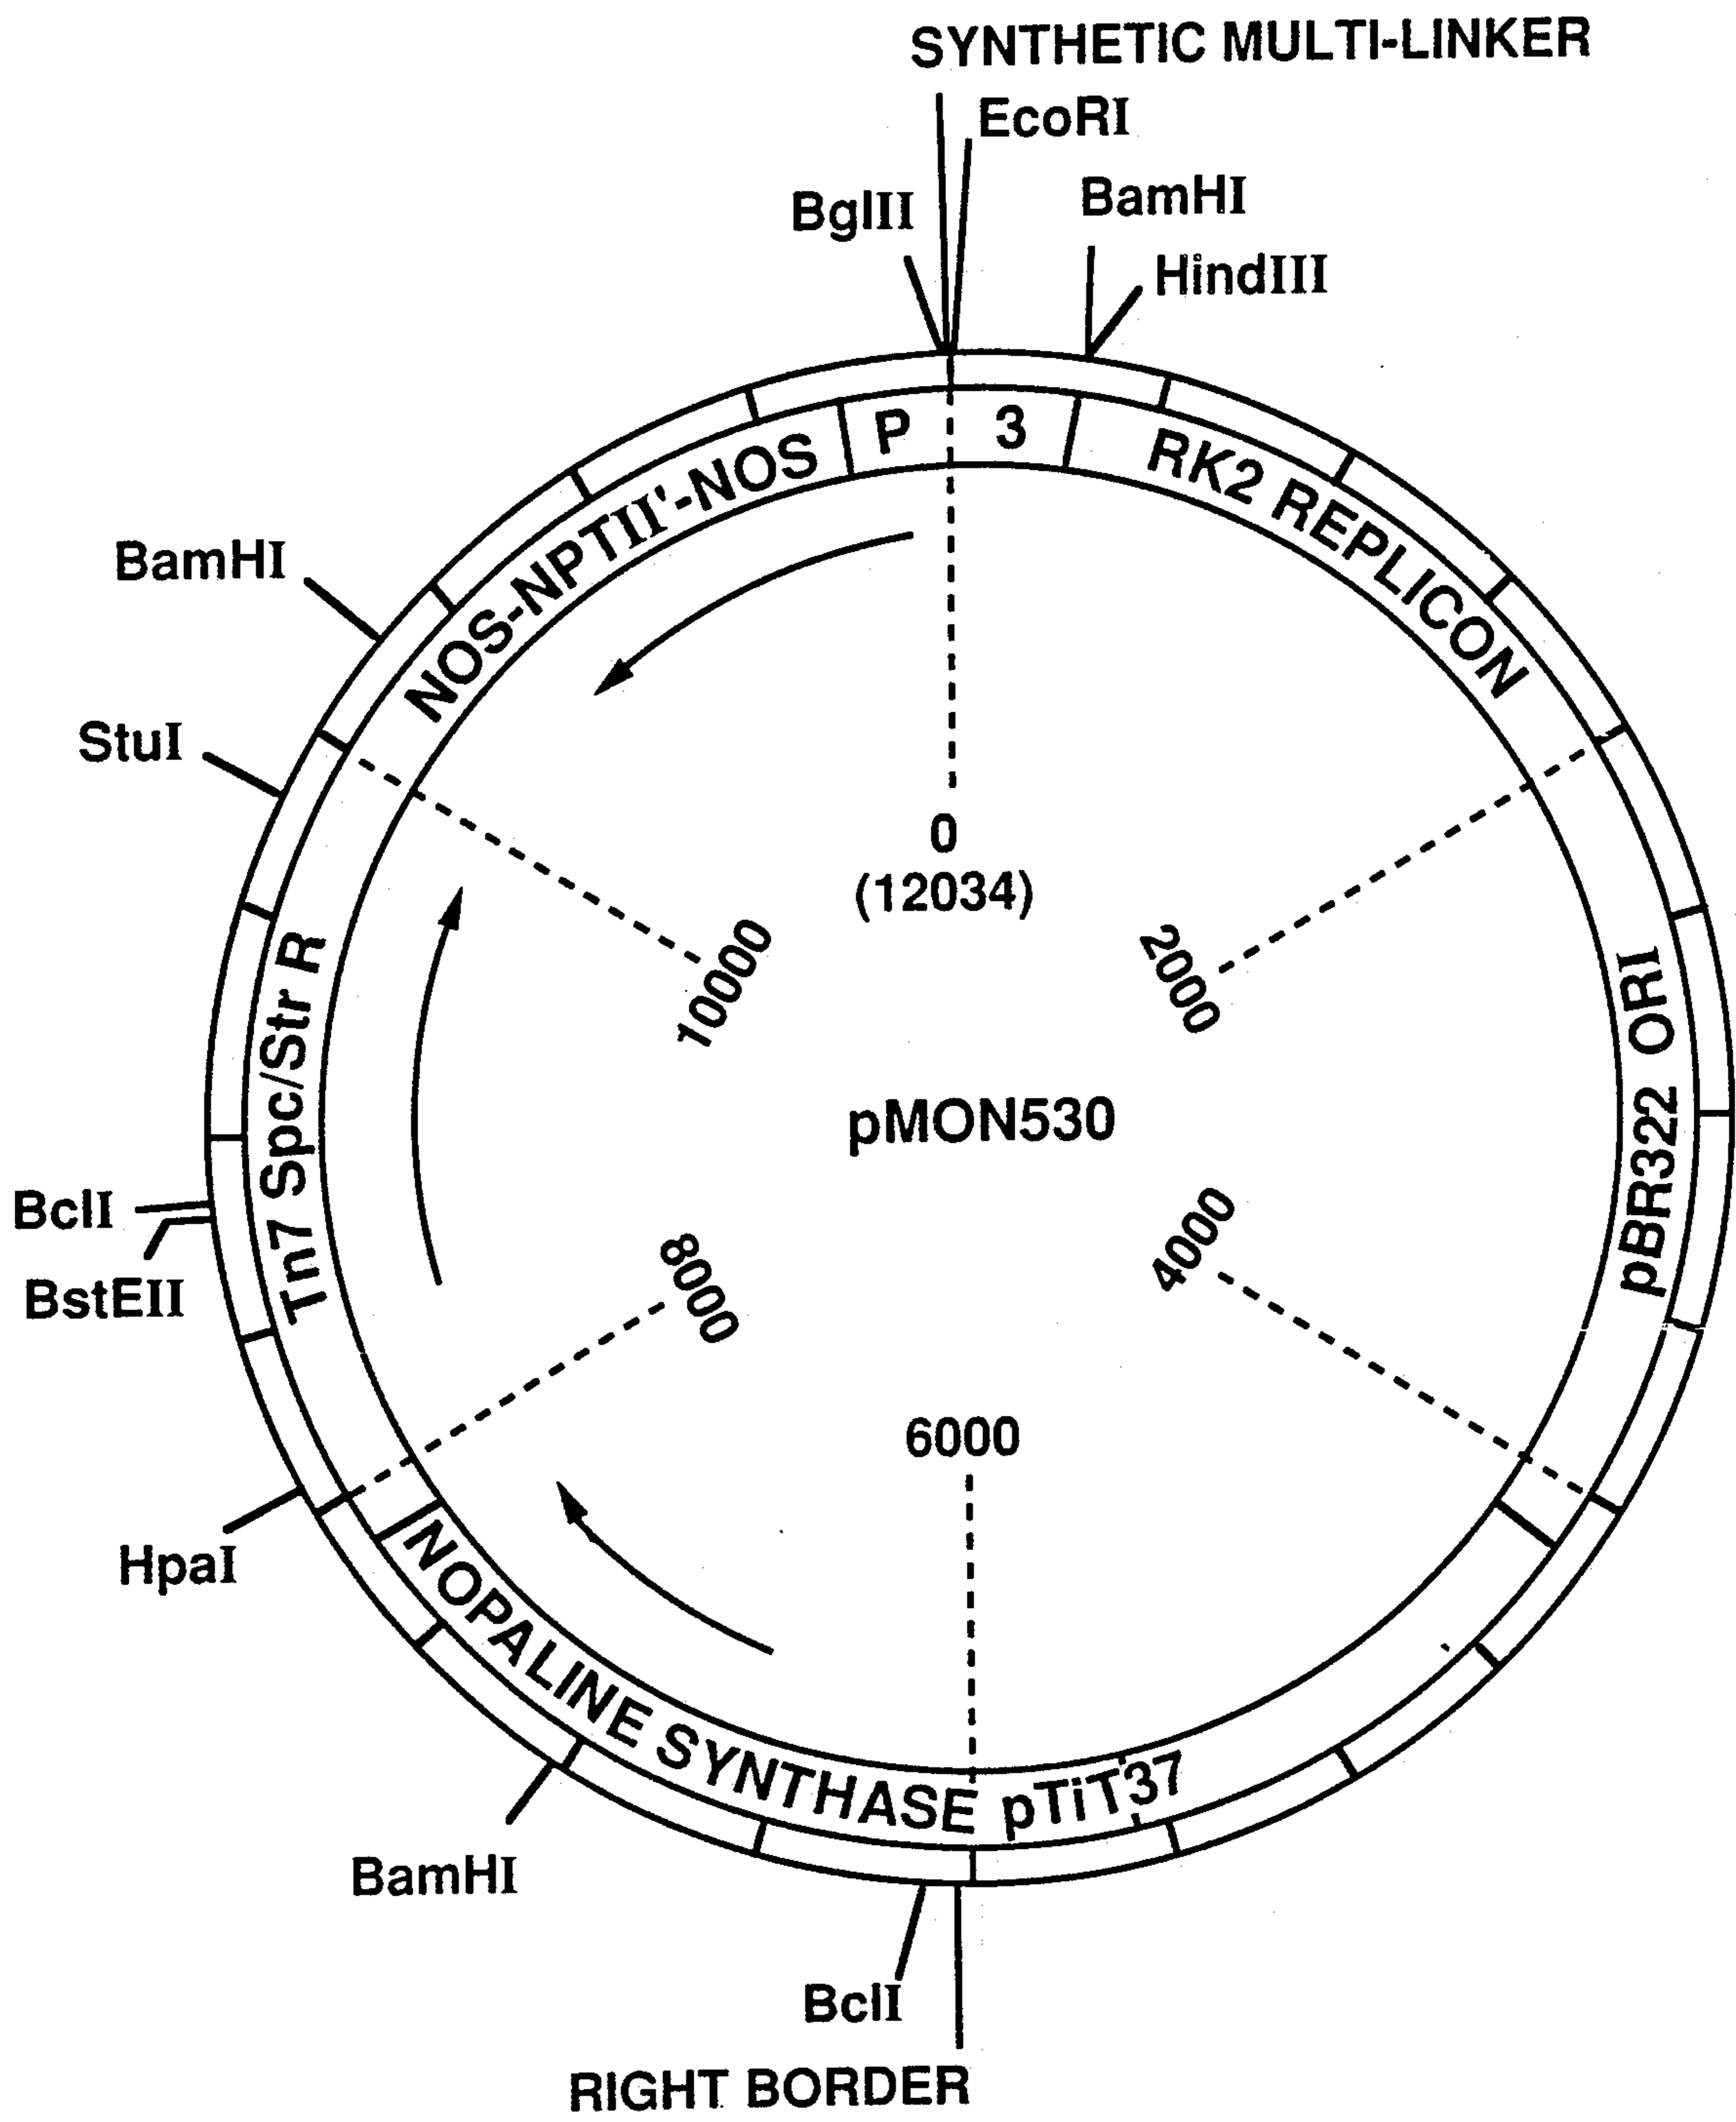 SYNTHETIC MULTI-LINKER
EcoRI
BglII
BamHI
HindIII
P 3
RK2 REPLICON
NOS-NPTII'-NOS
BamHI
StuI
0
(12034)
2000
10000
Tn7 Spc/Str R
pBR322 ORI
pMON530
BclI
BstEII
8000
4000
6000
HpaI
NOPALINE SYNTHASE pTiT37
BamHI
BclI
RIGHT BORDER